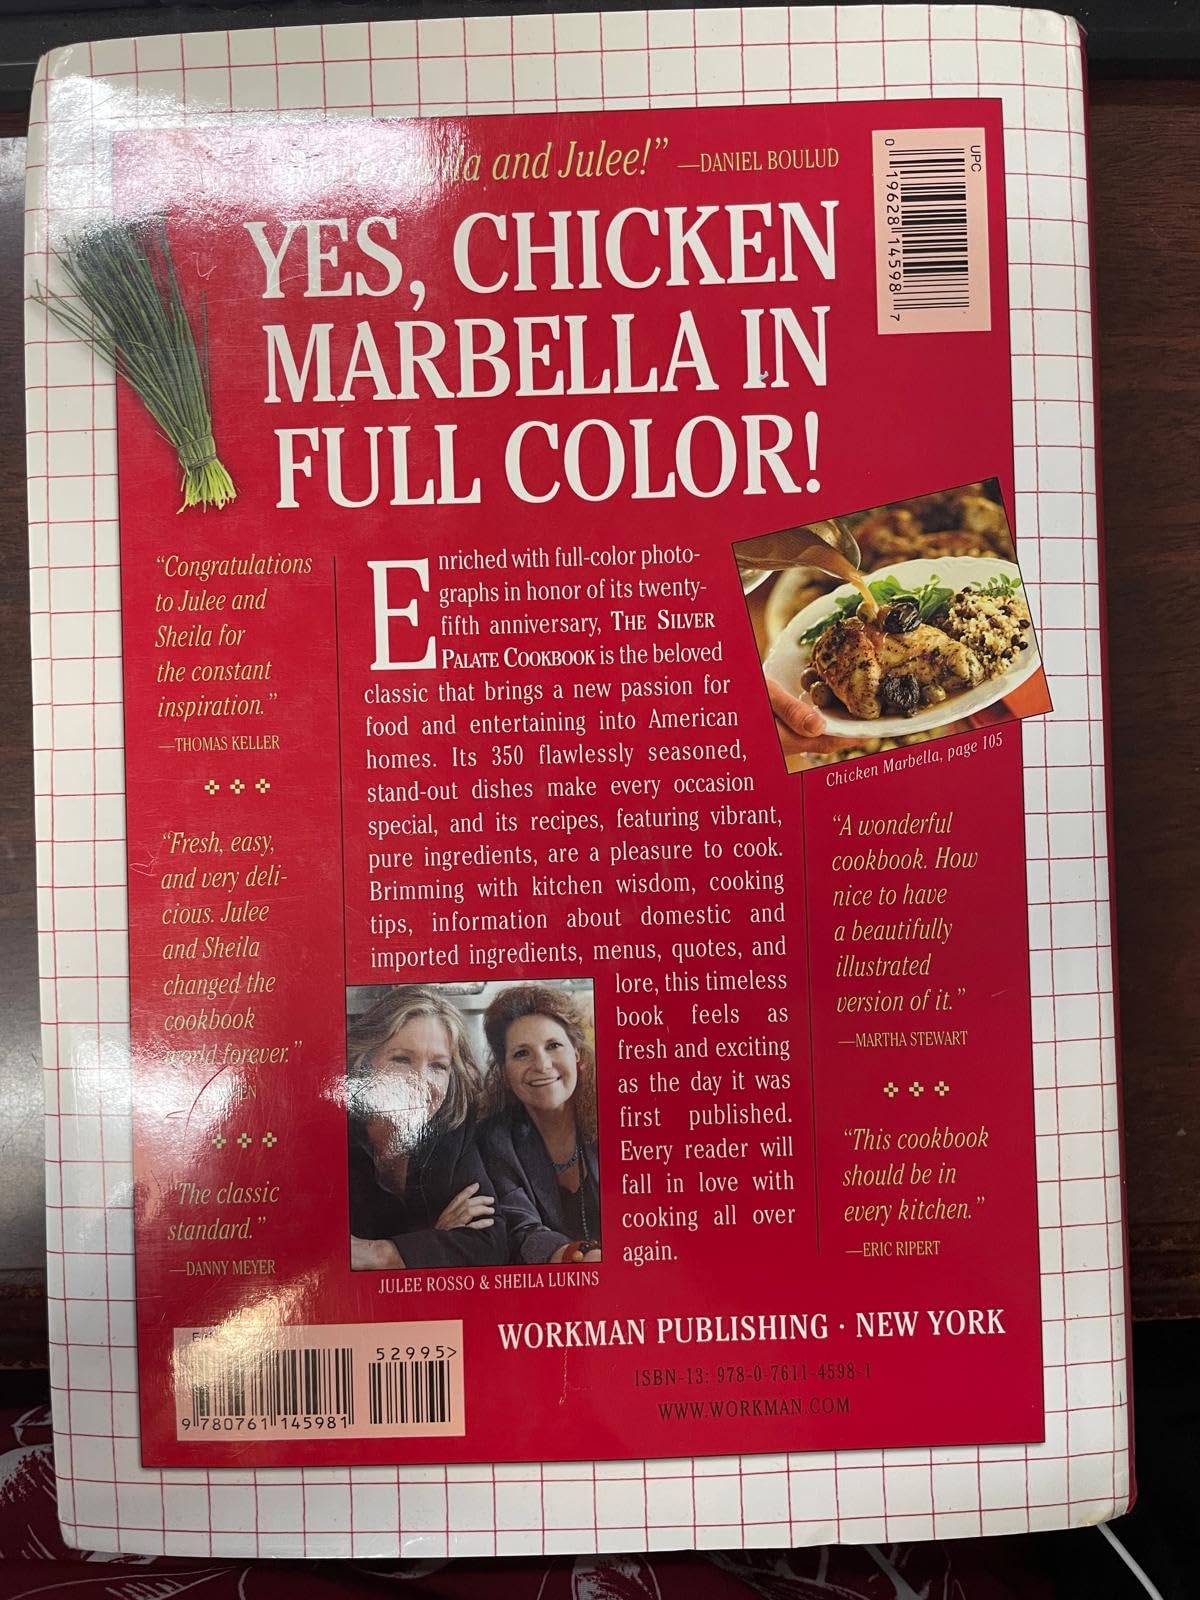 and Julee!” —DANIEL BOULUD
YES, CHICKEN
MARBELLA IN
FULL COLOR!
UPC
0 19628 14598 7
“Congratulations
to Julee and
Sheila for
the constant
inspiration.”
—THOMAS KELLER
“Fresh, easy,
and very deli-
cious. Julee
and Sheila
changed the
cookbook
world forever.”
“The classic
standard.”
—DANNY MEYER
Enriched with full-color photo-
graphs in honor of its twenty-
fifth anniversary, THE SILVER
PALATE COOKBOOK is the beloved
classic that brings a new passion for
food and entertaining into American
homes. Its 350 flawlessly seasoned,
stand-out dishes make every occasion
special, and its recipes, featuring vibrant,
pure ingredients, are a pleasure to cook.
Brimming with kitchen wisdom, cooking
tips, information about domestic and
imported ingredients, menus, quotes, and
lore, this timeless
book feels as
fresh and exciting
as the day it was
first published.
Every reader will
fall in love with
cooking all over
again.
JULEE ROSSO & SHEILA LUKINS
Chicken Marbella, page 105
“A wonderful
cookbook. How
nice to have
a beautifully
illustrated
version of it.”
—MARTHA STEWART
“This cookbook
should be in
every kitchen.”
—ERIC RIPERT
52995>
9 780761 145981
WORKMAN PUBLISHING · NEW YORK
ISBN-13: 978-0-7611-4598-1
WWW.WORKMAN.COM